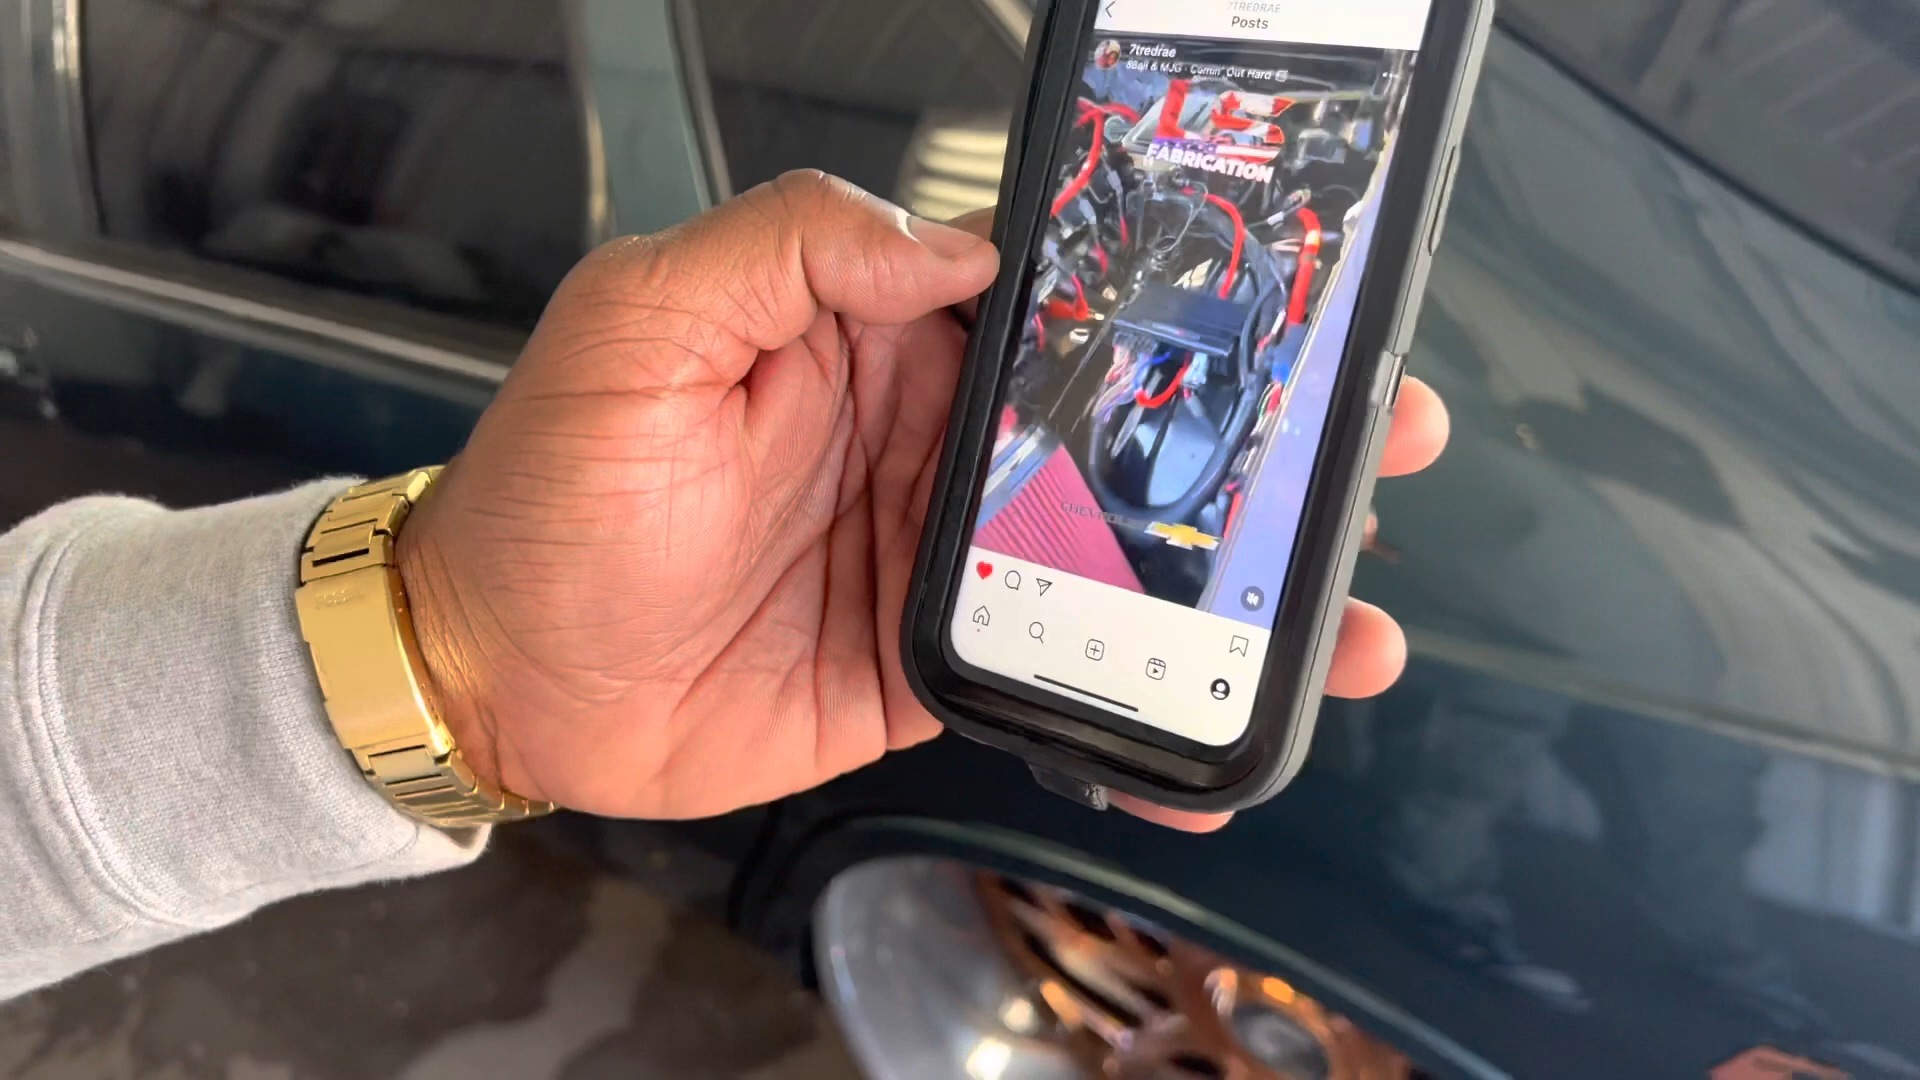 7TREDRAE
Posts
7tredrae
8Ball & MJG · Comin' Out Hard
LS
FABRICATION
CHEVROLET